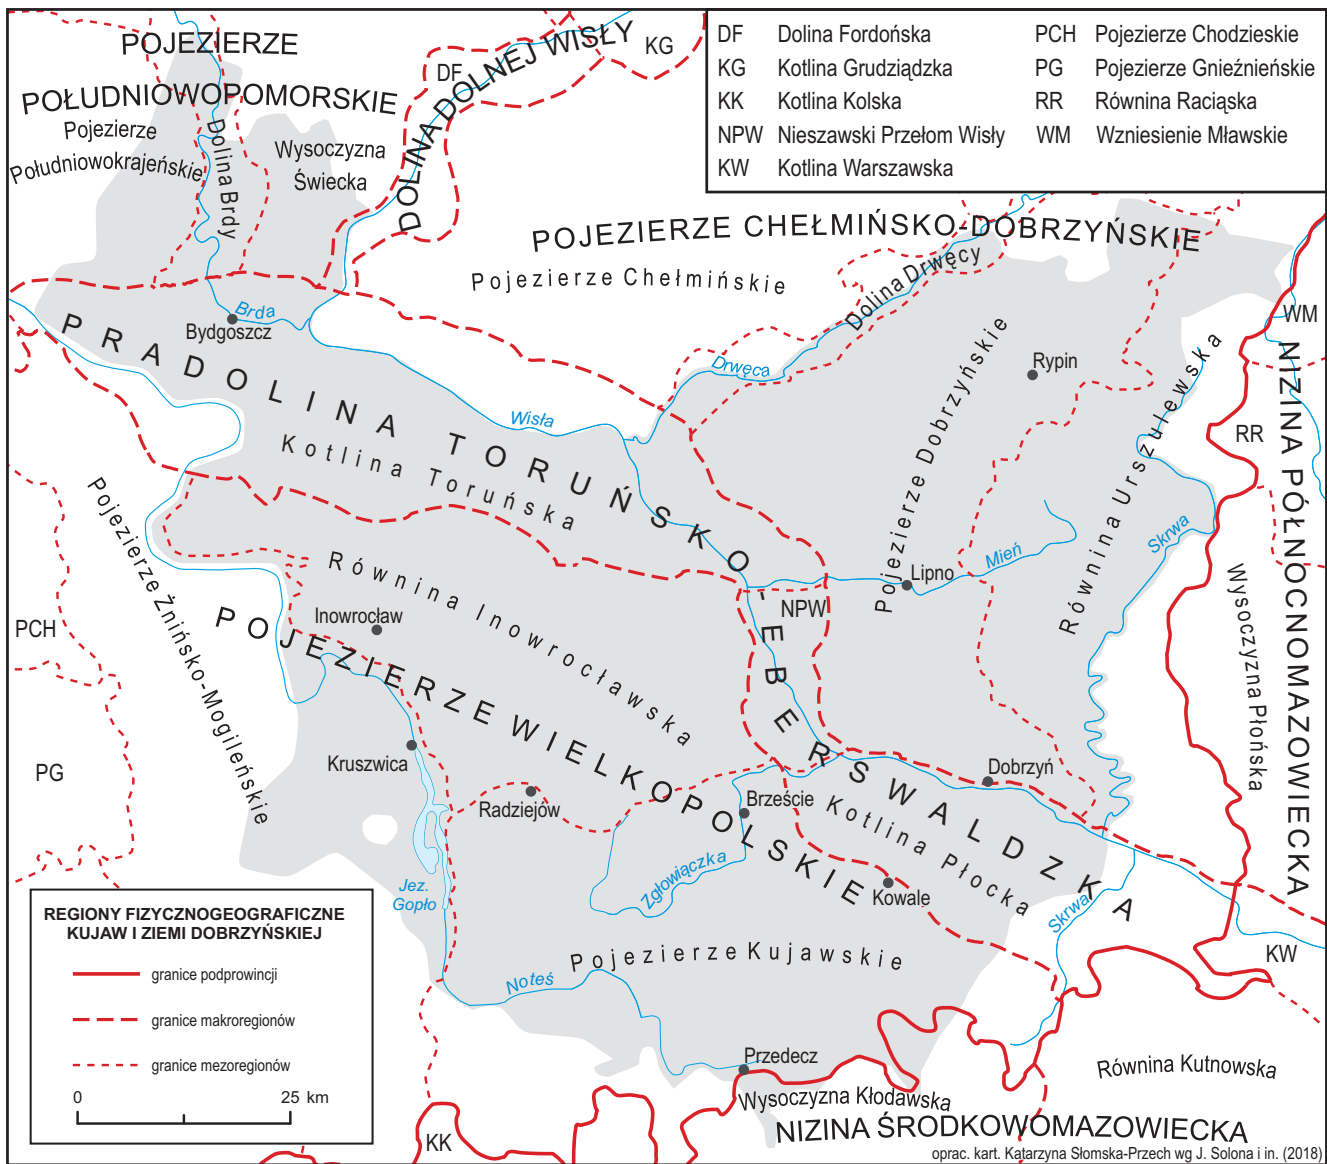 POJEZIERZE
POŁUDNIOWOPOMORSKIE
Pojezierze
Południowokrajeńskie
Dolina Brdy
Wysoczyzna
Świecka
DF
KG
DOLINA DOLNEJ WISŁY
DF Dolina Fordońska
KG Kotlina Grudziądzka
KK Kotlina Kolska
NPW Nieszawski Przełom Wisły
KW Kotlina Warszawska
PCH Pojezierze Chodzieskie
PG Pojezierze Gnieźnieńskie
RR Równina Raciąska
WM Wzniesienie Mławskie
POJEZIERZE CHEŁMIŃSKO-DOBRZYŃSKIE
Pojezierze Chełmińskie
Dolina Drwęcy
Brda
Bydgoszcz
WM
PRADOLINA TORUŃSKO-EBERSWALDZKA
Kotlina Toruńska
Wisła
Drwęca
Rypin
Pojezierze Dobrzyńskie
Równina Urszulewska
RR
NIZINA PÓŁNOCNOMAZOWIECKA
Skrwa
Mień
Lipno
Wysoczyzna Płońska
Pojezierze Żnińsko-Mogileńskie
PCH
Równina Inowrocławska
NPW
Inowrocław
POJEZIERZE WIELKOPOLSKIE
Kruszwica
PG
Radziejów
Brzeście
Dobrzyń
Kotlina Płocka
Zgłowiączka
Jez.
Gopło
Kowale
Skrwa
KW
Pojezierze Kujawskie
Noteś
Przedecz
Równina Kutnowska
Wysoczyzna Kłodawska
NIZINA ŚRODKOWOMAZOWIECKA
KK
REGIONY FIZYCZNOGEOGRAFICZNE
KUJAW I ZIEMI DOBRZYŃSKIEJ
granice podprowincji
granice makroregionów
granice mezoregionów
0 25 km
oprac. kart. Katarzyna Słomska-Przech wg J. Solona i in. (2018)